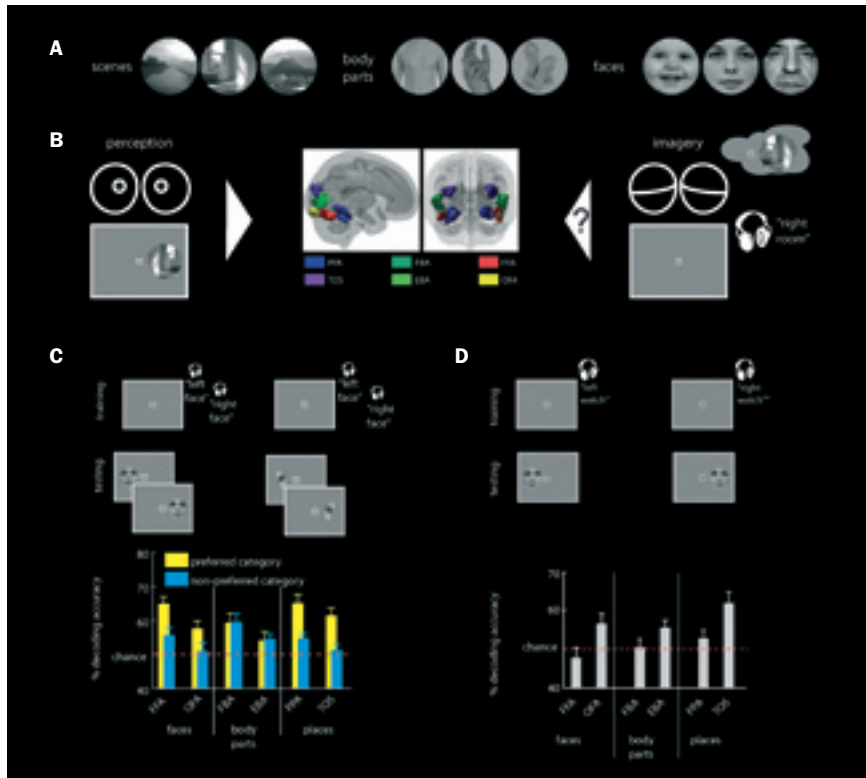 A
scenes
body
parts
faces
B
perception
imagery
?
"right
room"
PPA
FBA
FFA
TOS
EBA
OFA
C
training
"left
face"
"right
face"
"left
face"
"right
face"
testing
80
70
60
chance
40
% decoding accuracy
preferred category
non-preferred category
FFA
OFA
FBA
EBA
PPA
TOS
faces
body
parts
places
D
training
"left
watch"
"right
watch"
testing
70
60
chance
40
% decoding accuracy
FFA
OFA
FBA
EBA
PPA
TOS
faces
body
parts
places